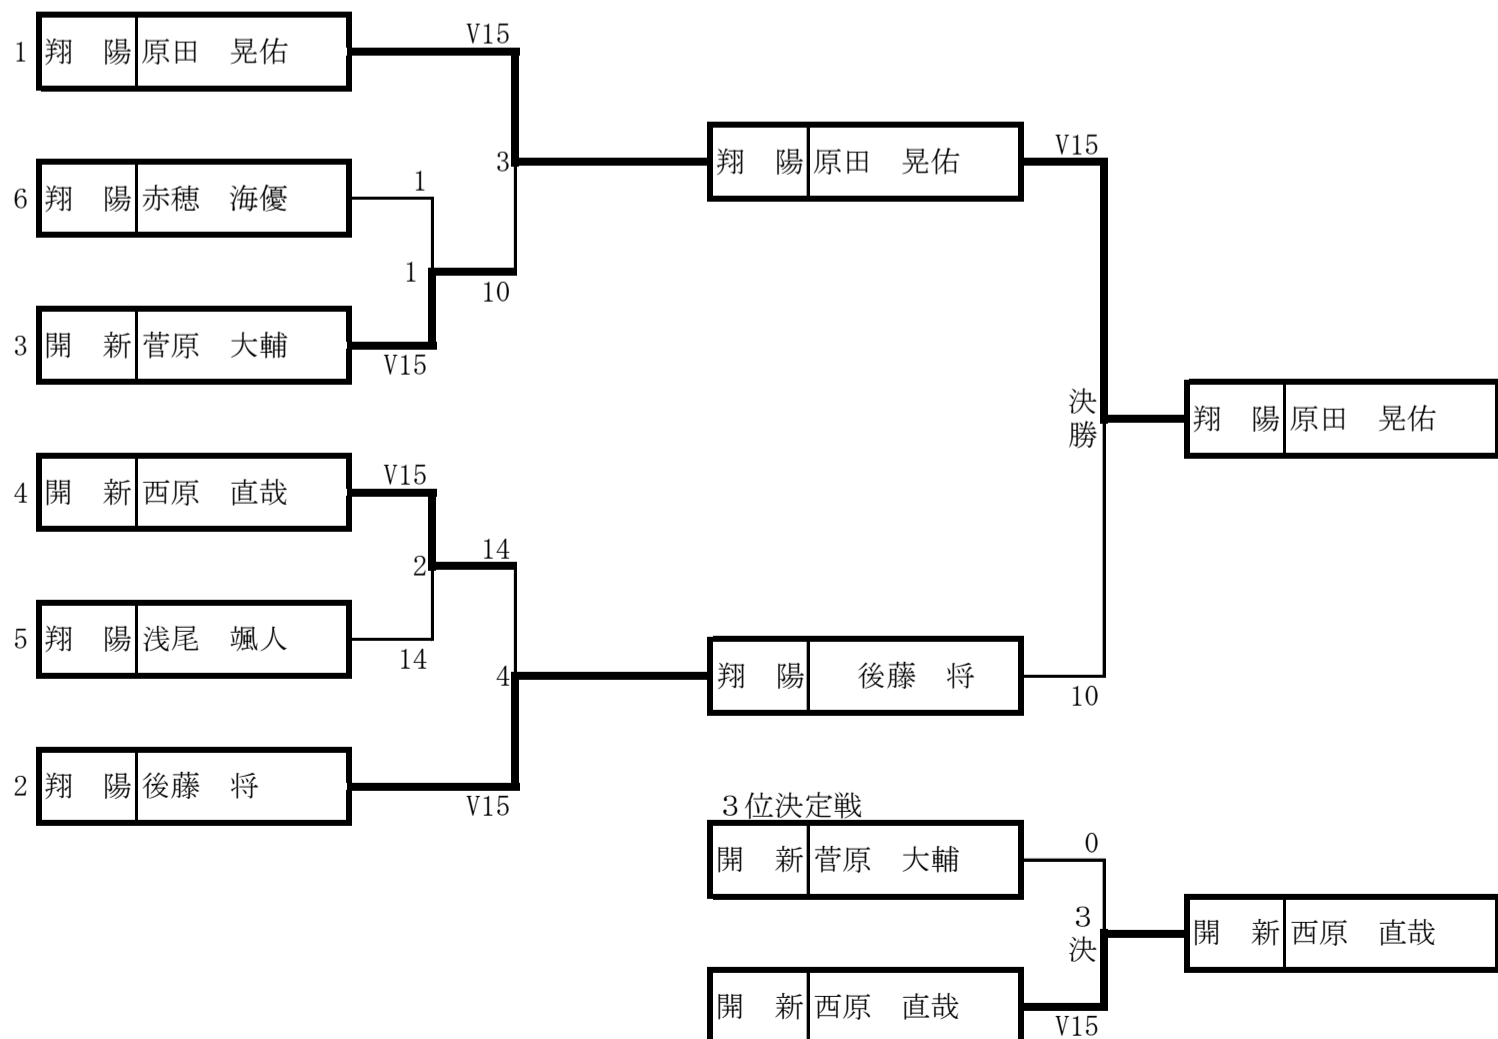 V15
1 翔　陽 原田　晃佑
V15
翔　陽 原田　晃佑
3
1
6 翔　陽 赤穂　海優
1
10
3 開　新 菅原　大輔
V15
決勝
翔　陽 原田　晃佑
V15
4 開　新 西原　直哉
14
2
5 翔　陽 浅尾　颯人
14
4
翔　陽 後藤　将
10
2 翔　陽 後藤　将
V15
３位決定戦
0
開　新 菅原　大輔
3決
開　新 西原　直哉
開　新 西原　直哉
V15